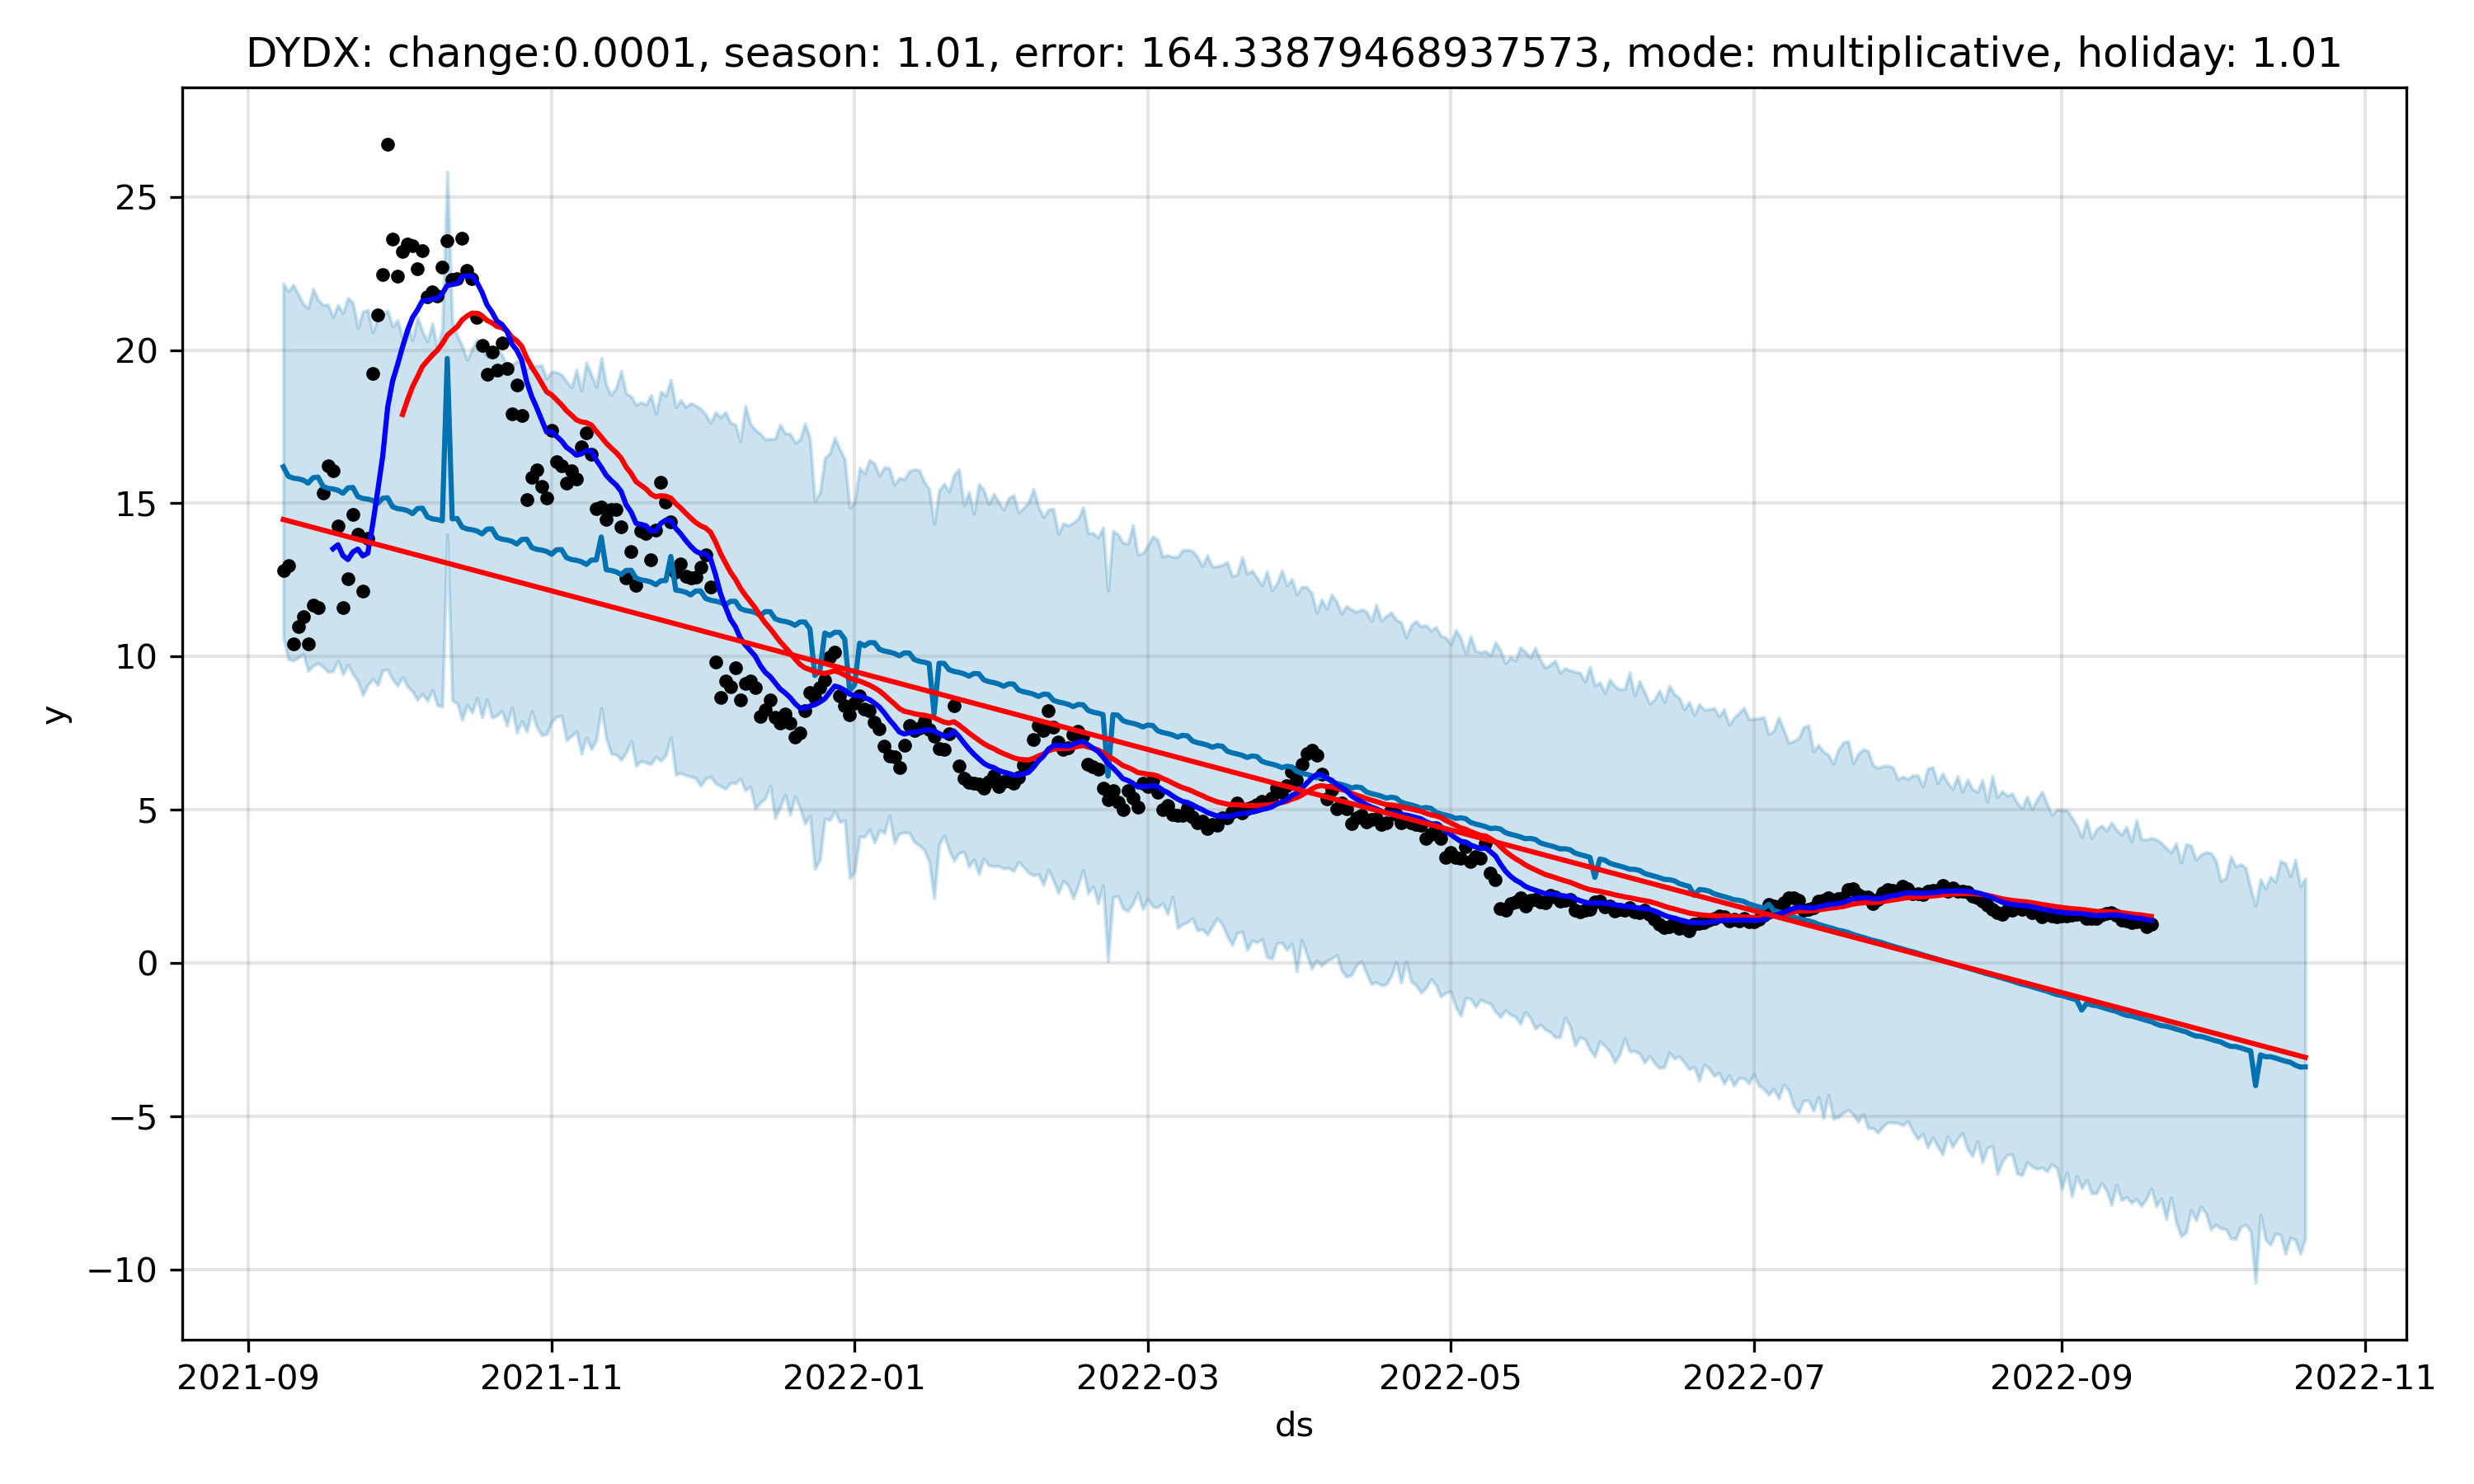 DYDX: change:0.0001, season: 1.01, error: 164.33879468937573, mode: multiplicative, holiday: 1.01
y
25
20
15
10
5
0
−5
−10
2021-09 2021-11 2022-01 2022-03 2022-05 2022-07 2022-09 2022-11
ds